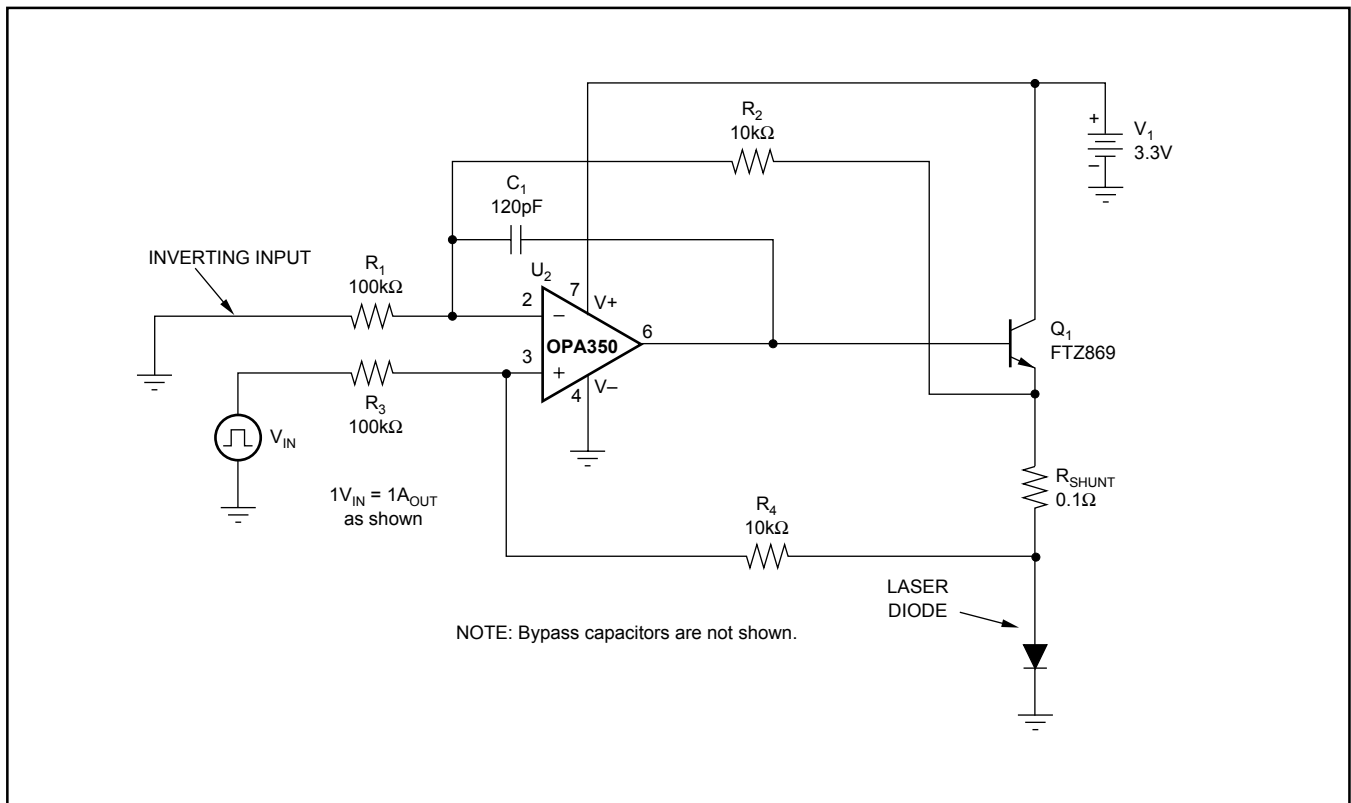 R2
10kΩ
+
V1
3.3V
–
C1
120pF
INVERTING INPUT
R1
100kΩ
U2
7
V+
2
–
6
OPA350
Q1
FTZ869
3
+
V–
4
R3
100kΩ
VIN
RSHUNT
0.1Ω
1VIN = 1AOUT
as shown
R4
10kΩ
LASER
DIODE
NOTE: Bypass capacitors are not shown.